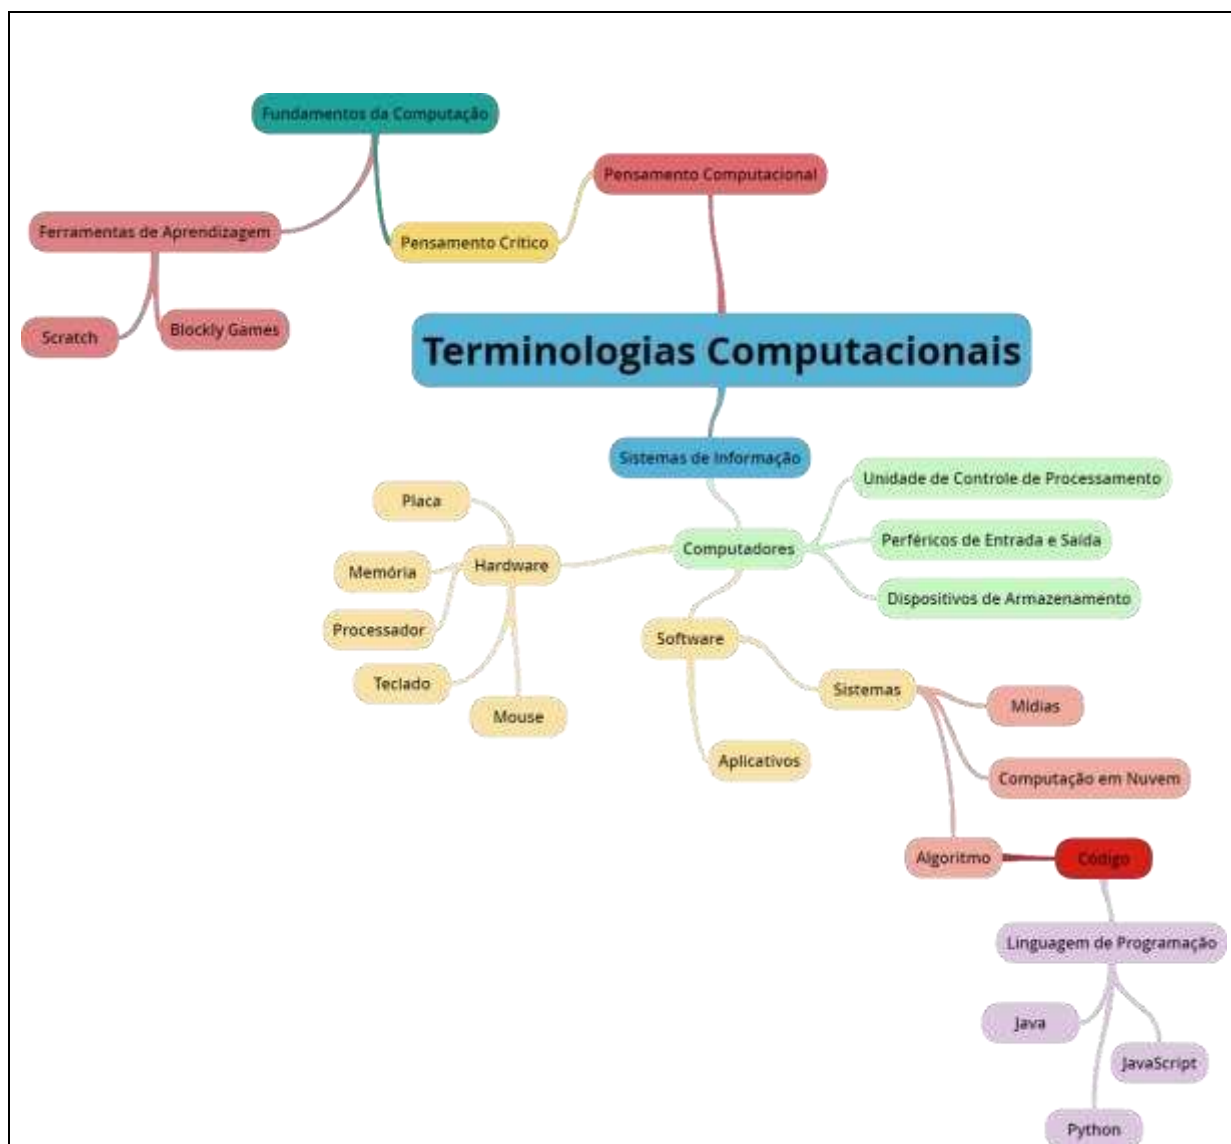 Fundamentos da Computação
Pensamento Computacional
Ferramentas de Aprendizagem
Pensamento Crítico
Scratch
Blockly Games
Terminologias Computacionais
Sistemas de Informação
Unidade de Controle de Processamento
Placa
Computadores
Perféricos de Entrada e Saída
Hardware
Memória
Dispositivos de Armazenamento
Processador
Software
Teclado
Sistemas
Mídias
Mouse
Aplicativos
Computação em Nuvem
Algoritmo
Código
Linguagem de Programação
Java
JavaScript
Python